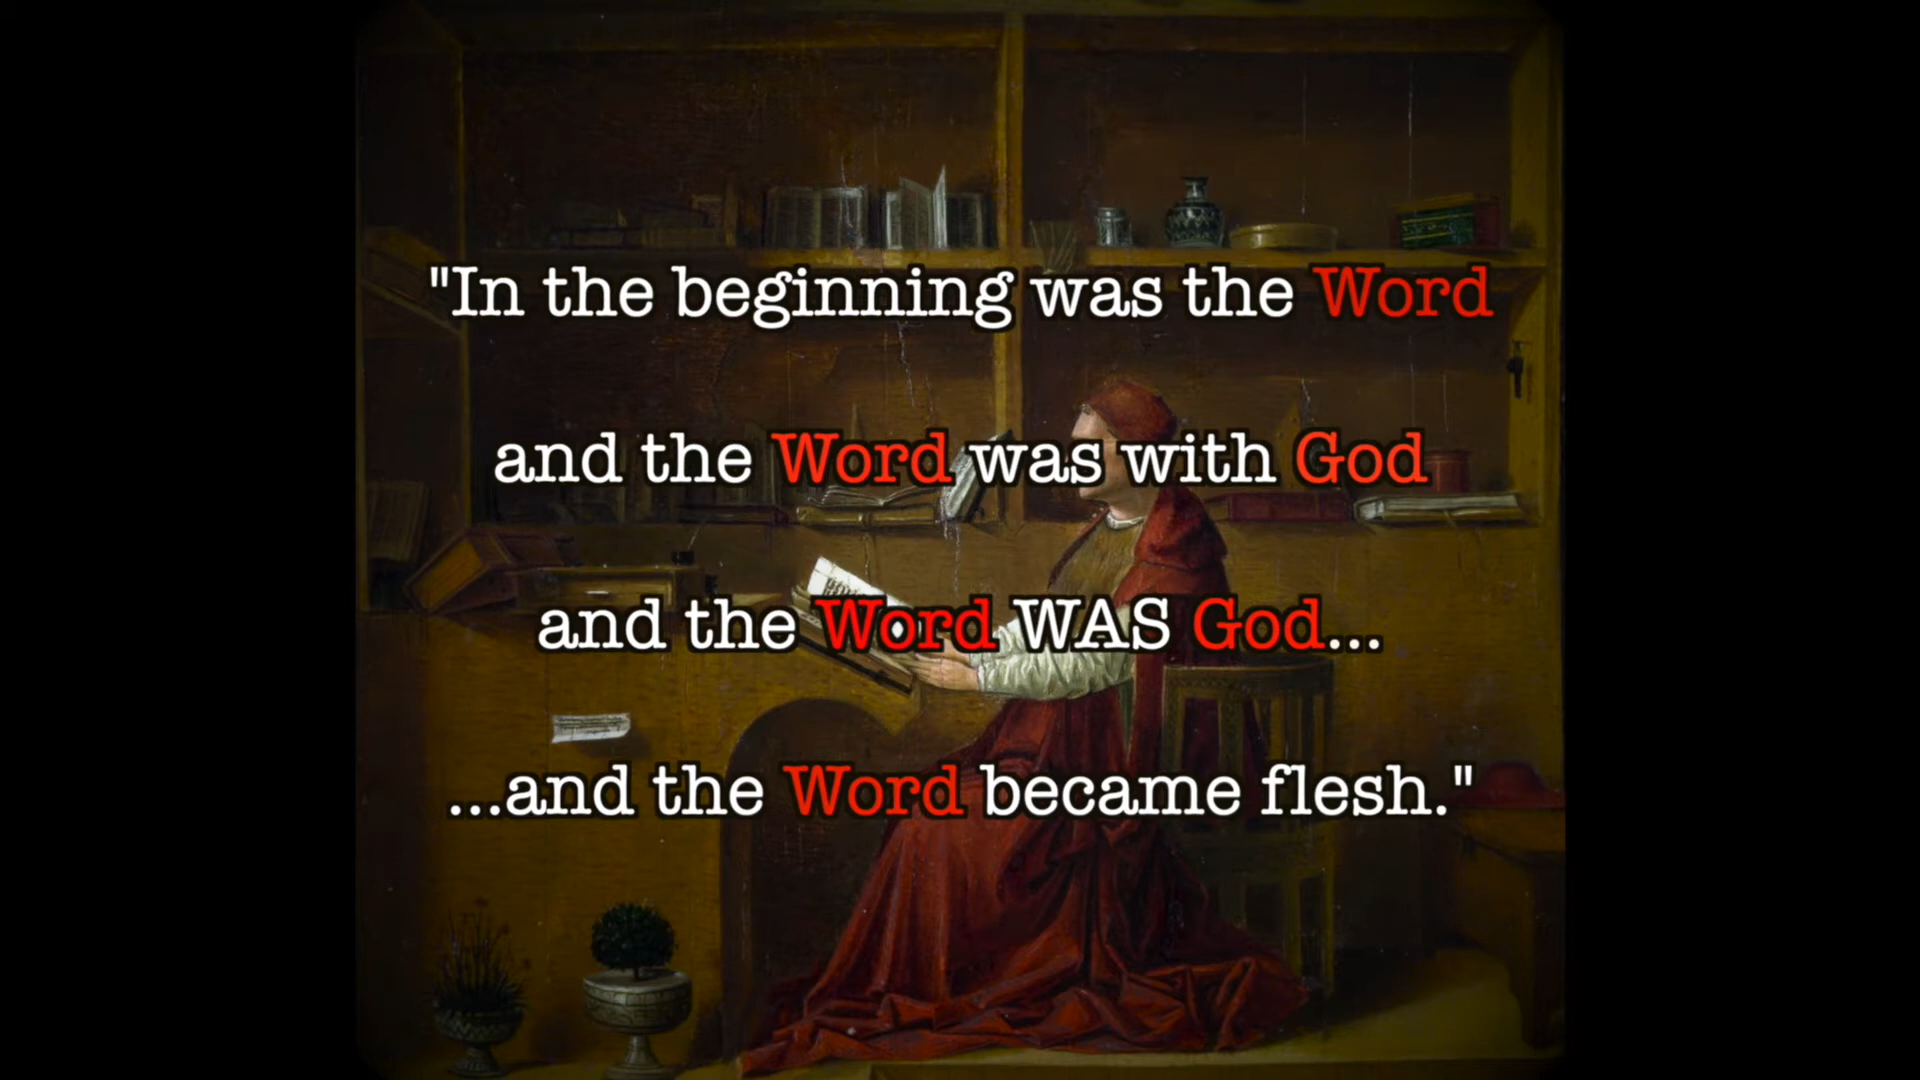 "In the beginning was the Word
and the Word was with God
and the Word WAS God...
...and the Word became flesh."